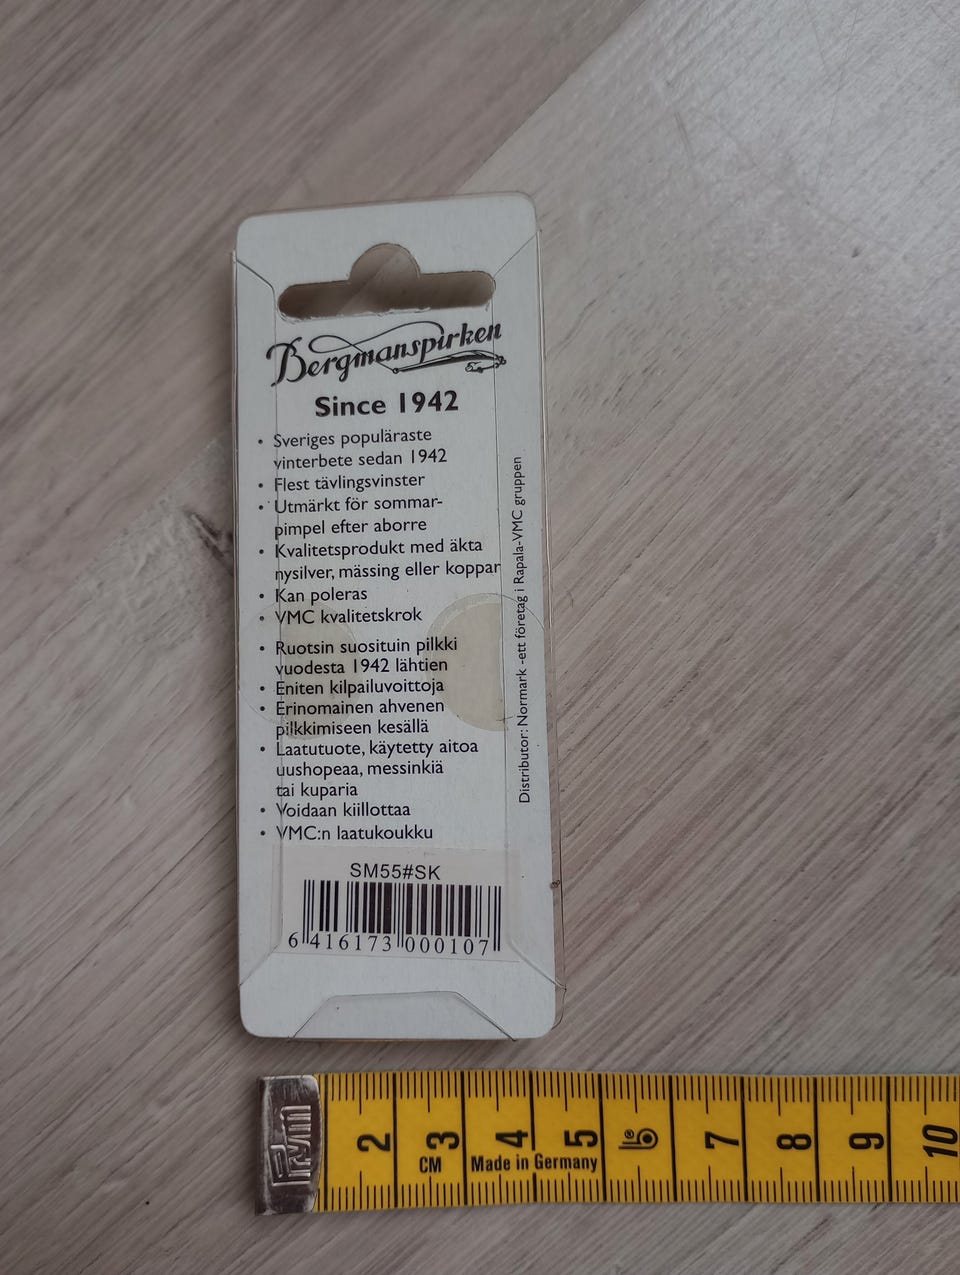 Bergmanspirken
Since 1942
• Sveriges populäraste
vinterbete sedan 1942
• Flest tävlingsvinster
• Utmärkt för sommar-
pimpel efter aborre
• Kvalitetsprodukt med äkta
nysilver, mässing eller koppar
• Kan poleras
• VMC kvalitetskrok
• Ruotsin suosituin pilkki
vuodesta 1942 lähtien
• Eniten kilpailuvoittoja
• Erinomainen ahvenen
pilkkimiseen kesällä
• Laatutuote, käytetty aitoa
uushopeaa, messinkiä
tai kuparia
• Voidaan kiillottaa
• VMC:n laatukoukku
Distributor: Normark -ett företag i Rapala-VMC gruppen
SM55#SK
6 416173 000107
Prym
2 3 4 5 7 8 9 10
CM Made in Germany